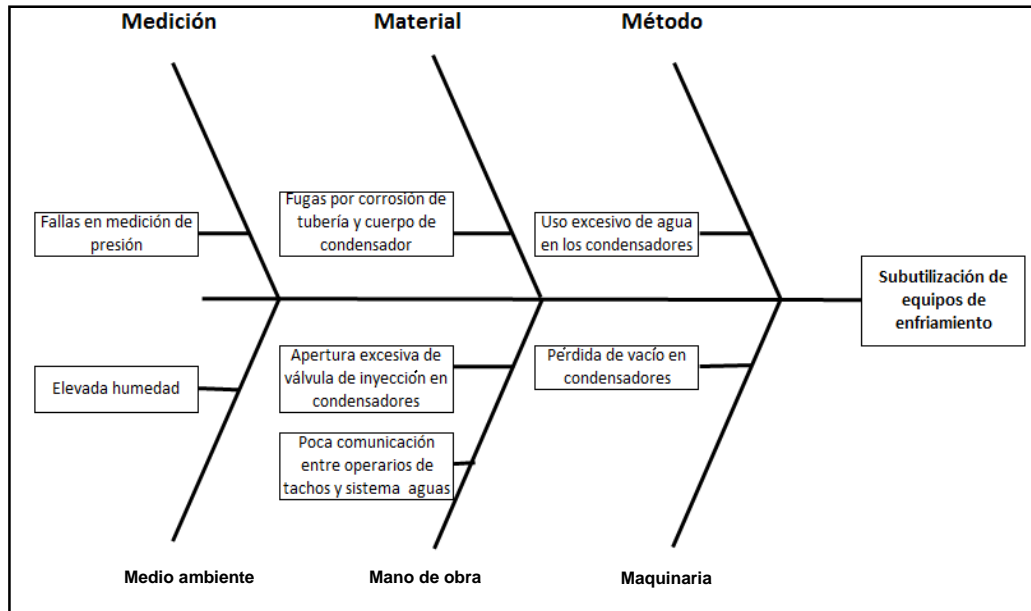 Medición
Material
Método
Fallas en medición de
presión
Fugas por corrosión de
tubería y cuerpo de
condensador
Uso excesivo de agua
en los condensadores
Subutilización de
equipos de
enfriamiento
Elevada humedad
Apertura excesiva de
válvula de inyección en
condensadores
Poca comunicación
entre operarios de
tachos y sistema aguas
Pérdida de vacío en
condensadores
Medio ambiente
Mano de obra
Maquinaria